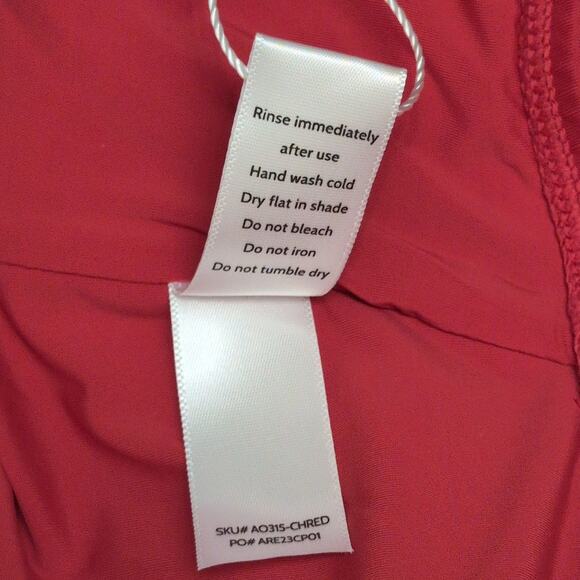 Rinse immediately
after use
Hand wash cold
Dry flat in shade
Do not bleach
Do not iron
Do not tumble dry
SKU# AO315-CHRED
PO# ARE23CP01